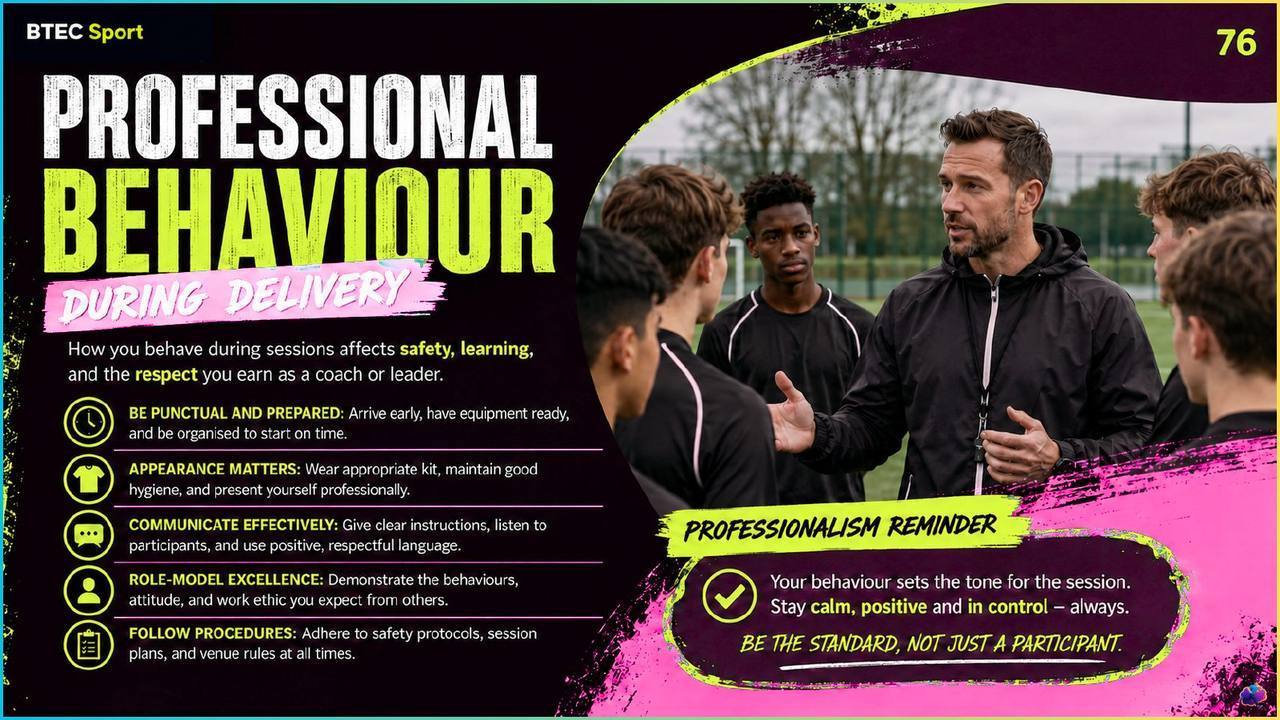 BTEC Sport
76
PROFESSIONAL
BEHAVIOUR
DURING DELIVERY
How you behave during sessions affects safety, learning,
and the respect you earn as a coach or leader.
BE PUNCTUAL AND PREPARED: Arrive early, have equipment ready,
and be organised to start on time.
APPEARANCE MATTERS: Wear appropriate kit, maintain good
hygiene, and present yourself professionally.
COMMUNICATE EFFECTIVELY: Give clear instructions, listen to
participants, and use positive, respectful language.
ROLE-MODEL EXCELLENCE: Demonstrate the behaviours,
attitude, and work ethic you expect from others.
FOLLOW PROCEDURES: Adhere to safety protocols, session
plans, and venue rules at all times.
PROFESSIONALISM REMINDER
Your behaviour sets the tone for the session.
Stay calm, positive and in control – always.
BE THE STANDARD, NOT JUST A PARTICIPANT.